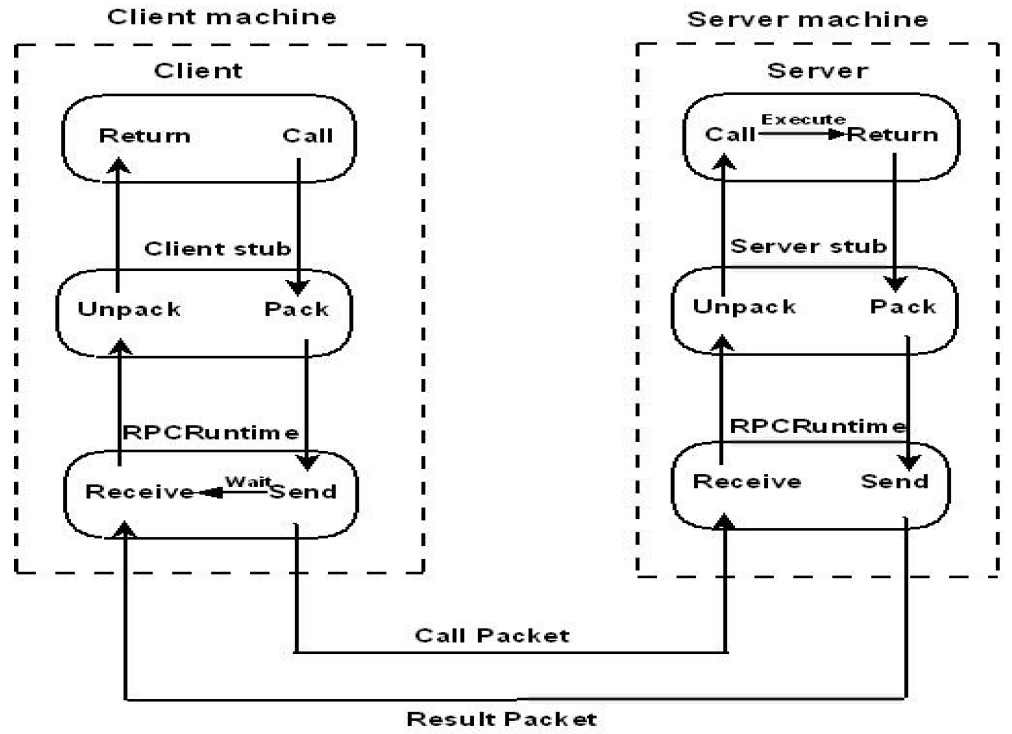 Client machine
Server machine
Client
Server
Return Call
Call Execute Return
Client stub
Server stub
Unpack Pack
Unpack Pack
RPCRuntime
RPCRuntime
Receive Wait Send
Receive Send
Call Packet
Result Packet